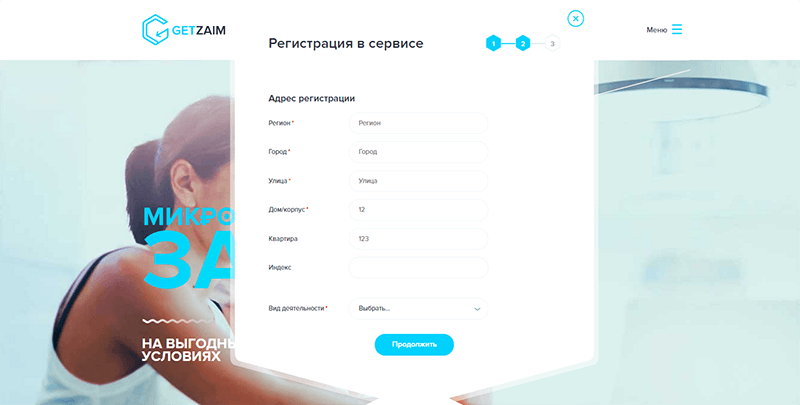 GETZAIM
Регистрация в сервисе
1
2
3
Меню
Адрес регистрации
Регион*
Регион
Город*
Город
Улица*
Улица
Дом/корпус*
12
Квартира
123
Индекс
Вид деятельности*
Выбрать...
Продолжить
МИКРО
ЗА
НА ВЫГОДНЫ
УСЛОВИЯХ